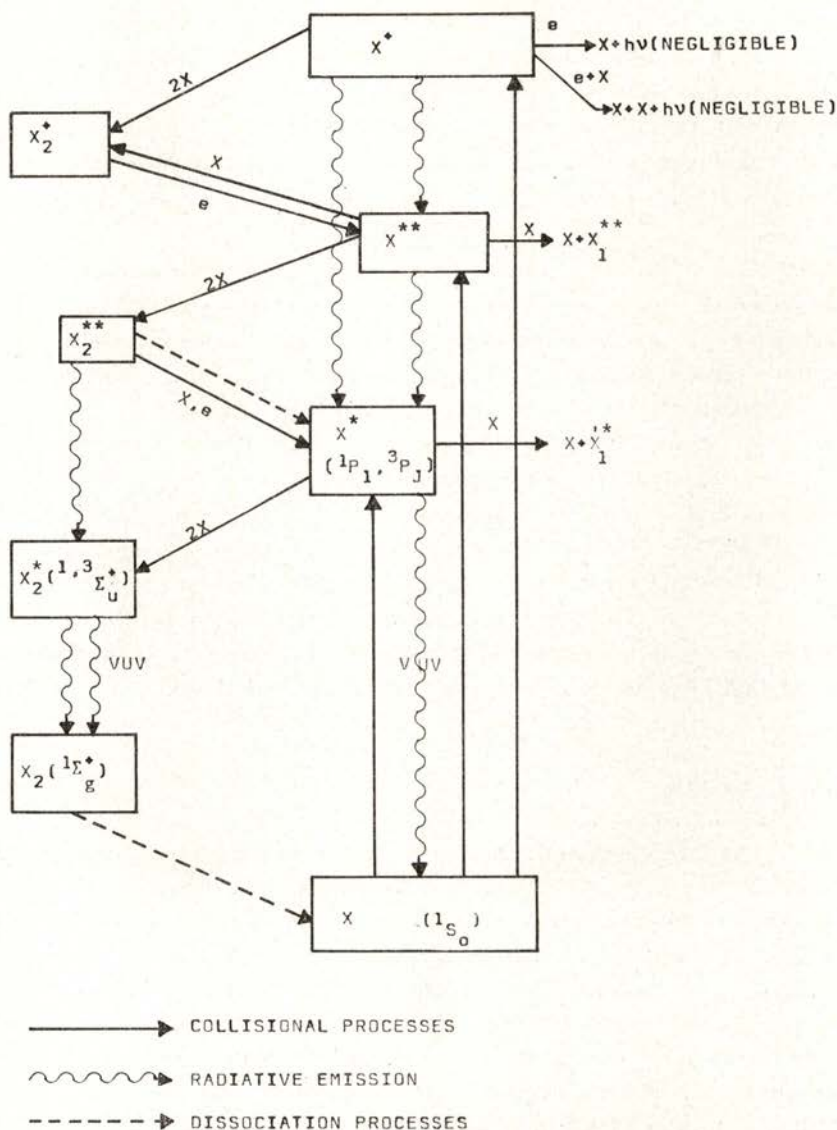 e
X⁺
X+hν(NEGLIGIBLE)
e+X
X+X+hν(NEGLIGIBLE)
2X
X₂⁺
X
e
X**
X
X+X₁**
2X
X₂**
X,e
X*
(¹P₁,³P_J)
X
X+X₁*
2X
X₂*(¹,³Σᵤ⁺)
VUV
VUV
X₂(¹Σg⁺)
X (¹S₀)
COLLISIONAL PROCESSES
RADIATIVE EMISSION
DISSOCIATION PROCESSES